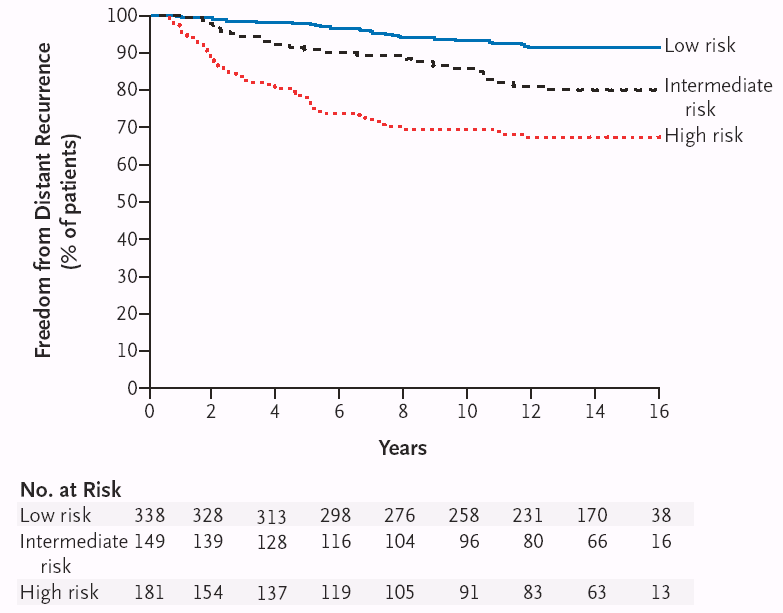 100
90
80
70
60
50
40
30
20
10
0
Freedom from Distant Recurrence
(% of patients)
Low risk
Intermediate
risk
High risk
0 2 4 6 8 10 12 14 16
Years
No. at Risk
Low risk 338 328 313 298 276 258 231 170 38
Intermediate 149 139 128 116 104 96 80 66 16
risk
High risk 181 154 137 119 105 91 83 63 13